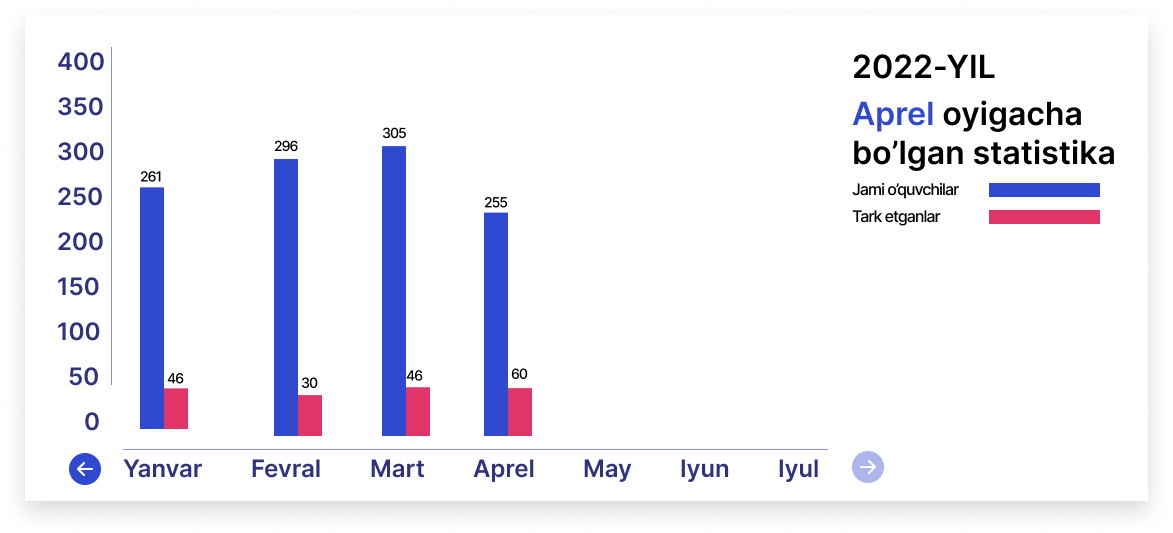 2022-YIL
Aprel oyigacha
bo’lgan statistika
Jami o’quvchilar
Tark etganlar
400
350
300
250
200
150
100
50
0
261
46
296
30
305
46
255
60
Yanvar
Fevral
Mart
Aprel
May
Iyun
Iyul